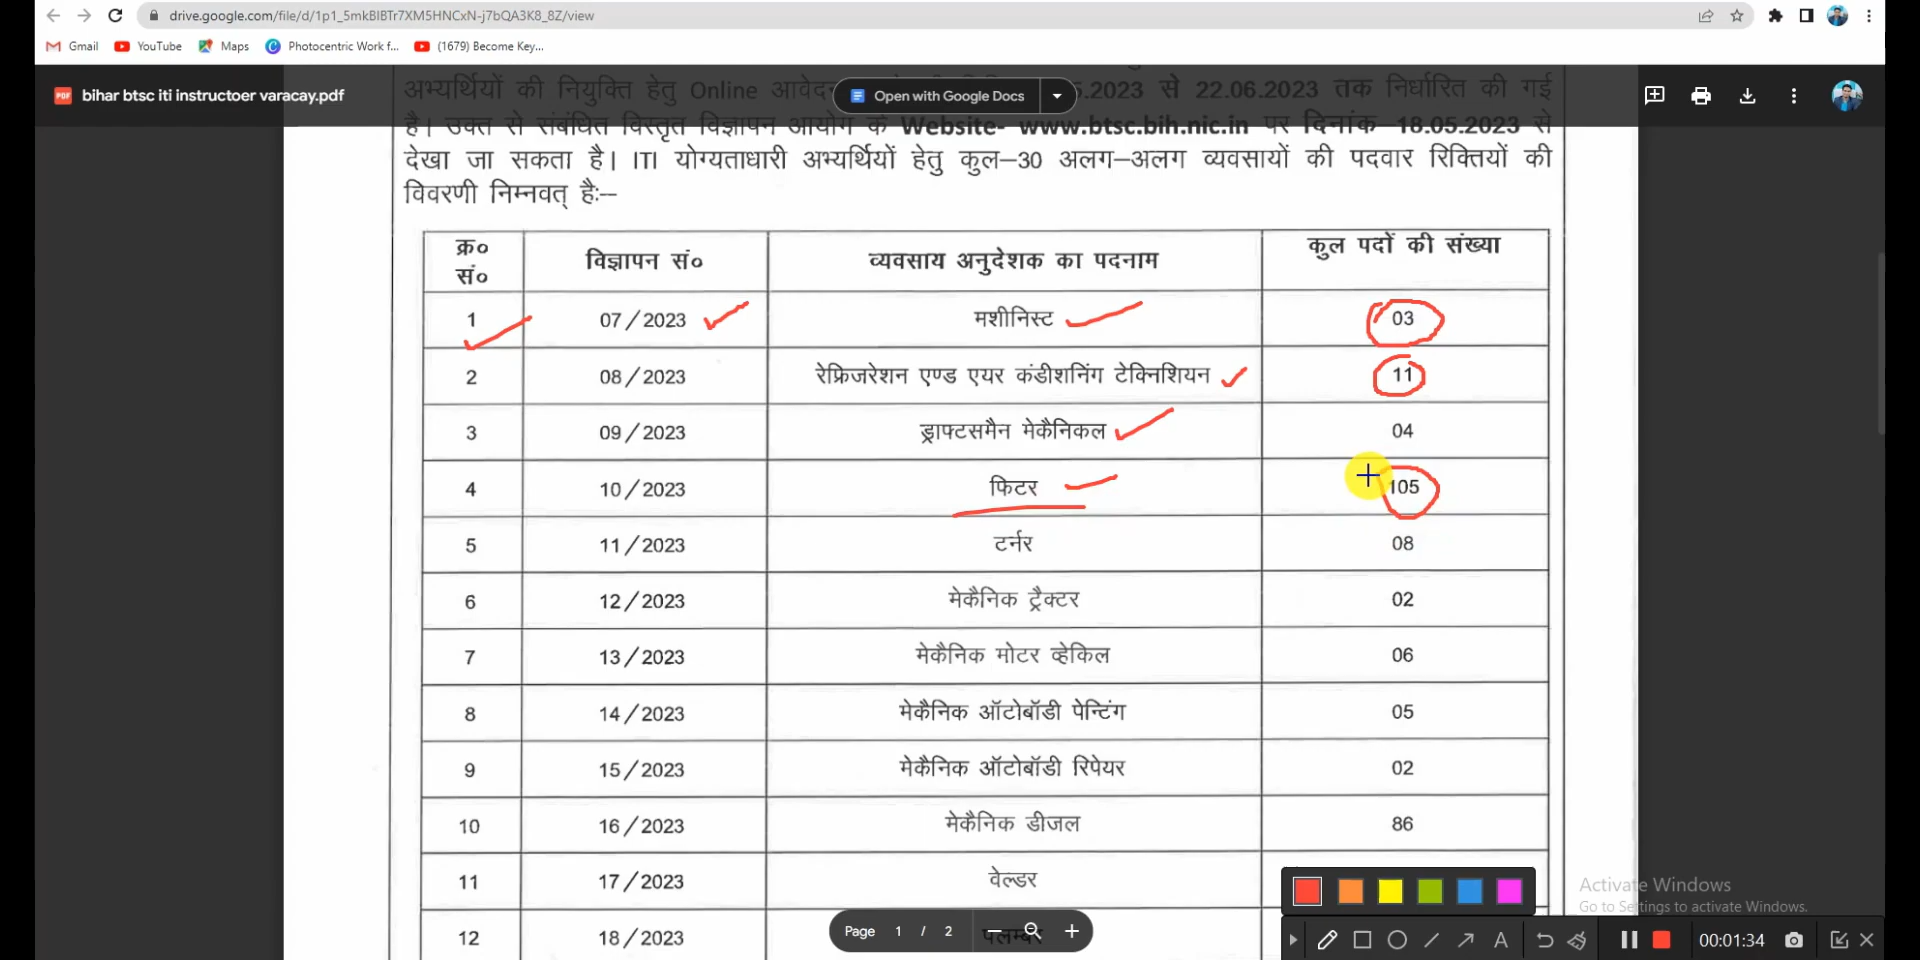 drive.google.com/file/d/1p1_5mkBIBTr7XM5HNCxN-j7bQA3K8_8Z/view
Gmail YouTube Maps Photocentric Work f... (1679) Become Key...
PDF bihar btsc iti instructoer varacay.pdf
Open with Google Docs
अभ्यर्थियों की नियुक्ति हेतु Online 5.2023 से 22.06.2023 तक निर्धारित की गई
है। उक्त से संबंधित विस्तृत विज्ञापन आयोग के Website- www.btsc.bih.nic.in पर दिनांक–18.05.2023 से
देखा जा सकता है। ITI योग्यताधारी अभ्यर्थियों हेतु कुल–30 अलग–अलग व्यवसायों की पदवार रिक्तियों की
विवरणी निम्नवत् है:–
क्र० सं० विज्ञापन सं० व्यवसाय अनुदेशक का पदनाम कुल पदों की संख्या
1 07/2023 मशीनिस्ट 03
2 08/2023 रेफ्रिजरेशन एण्ड एयर कंडीशनिंग टेक्निशियन 11
3 09/2023 ड्राफ्टसमैन मेकैनिकल 04
4 10/2023 फिटर 105
5 11/2023 टर्नर 08
6 12/2023 मेकैनिक ट्रैक्टर 02
7 13/2023 मेकैनिक मोटर व्हेकिल 06
8 14/2023 मेकैनिक ऑटोबॉडी पेन्टिंग 05
9 15/2023 मेकैनिक ऑटोबॉडी रिपेयर 02
10 16/2023 मेकैनिक डीजल 86
11 17/2023 वेल्डर
12 18/2023 पलम्बर
Page 1 / 2
Activate Windows
Go to Settings to activate Windows.
A 00:01:34